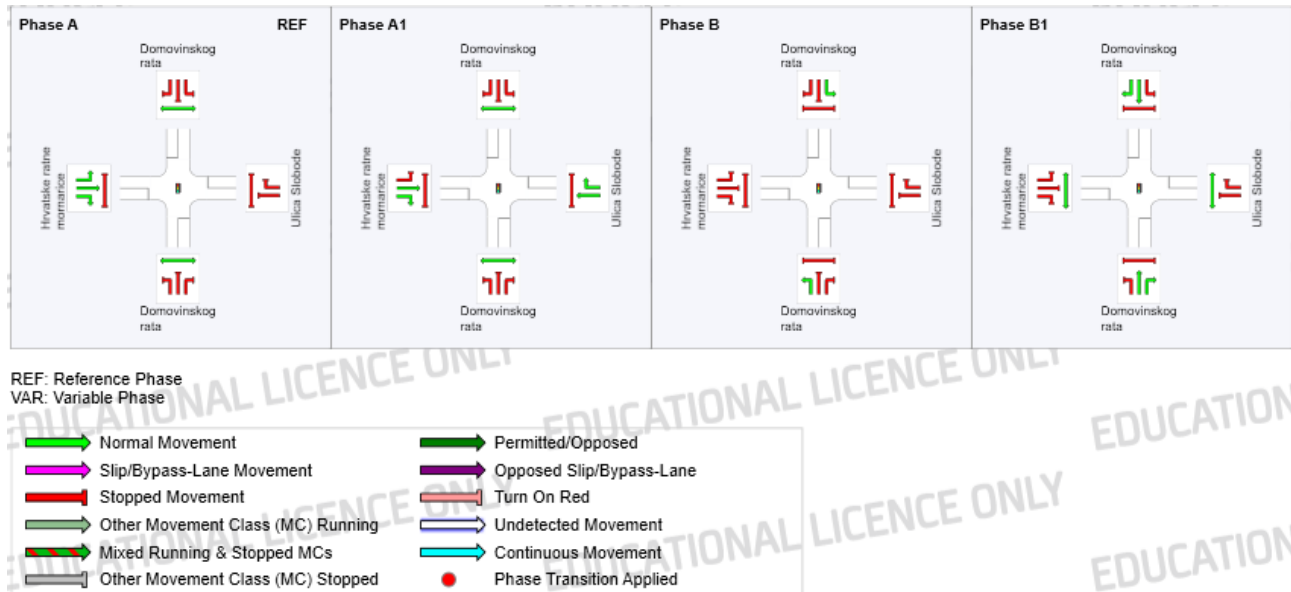 Phase A
REF
Domovinskog
rata
Hrvatske ratne
mornarice
Ulica Slobode
Domovinskog
rata
Phase A1
Domovinskog
rata
Hrvatske ratne
mornarice
Ulica Slobode
Domovinskog
rata
Phase B
Domovinskog
rata
Hrvatske ratne
mornarice
Ulica Slobode
Domovinskog
rata
Phase B1
Domovinskog
rata
Hrvatske ratne
mornarice
Ulica Slobode
Domovinskog
rata
REF: Reference Phase
VAR: Variable Phase
EDUCATIONAL LICENCE ONLY
EDUCATIONAL LICENCE ONLY
EDUCATION
Normal Movement
Permitted/Opposed
Slip/Bypass-Lane Movement
Opposed Slip/Bypass-Lane
Stopped Movement
Turn On Red
Other Movement Class (MC) Running
Undetected Movement
Mixed Running & Stopped MCs
Continuous Movement
Other Movement Class (MC) Stopped
Phase Transition Applied
EDUCATIONAL LICENCE ONLY
EDUCATIONAL LICENCE ONLY
EDUCATION